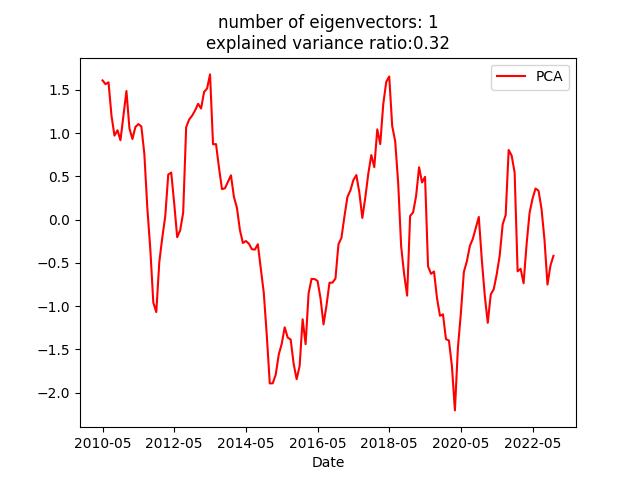 number of eigenvectors: 1
explained variance ratio:0.32
PCA
1.5
1.0
0.5
0.0
−0.5
−1.0
−1.5
−2.0
2010-05 2012-05 2014-05 2016-05 2018-05 2020-05 2022-05
Date